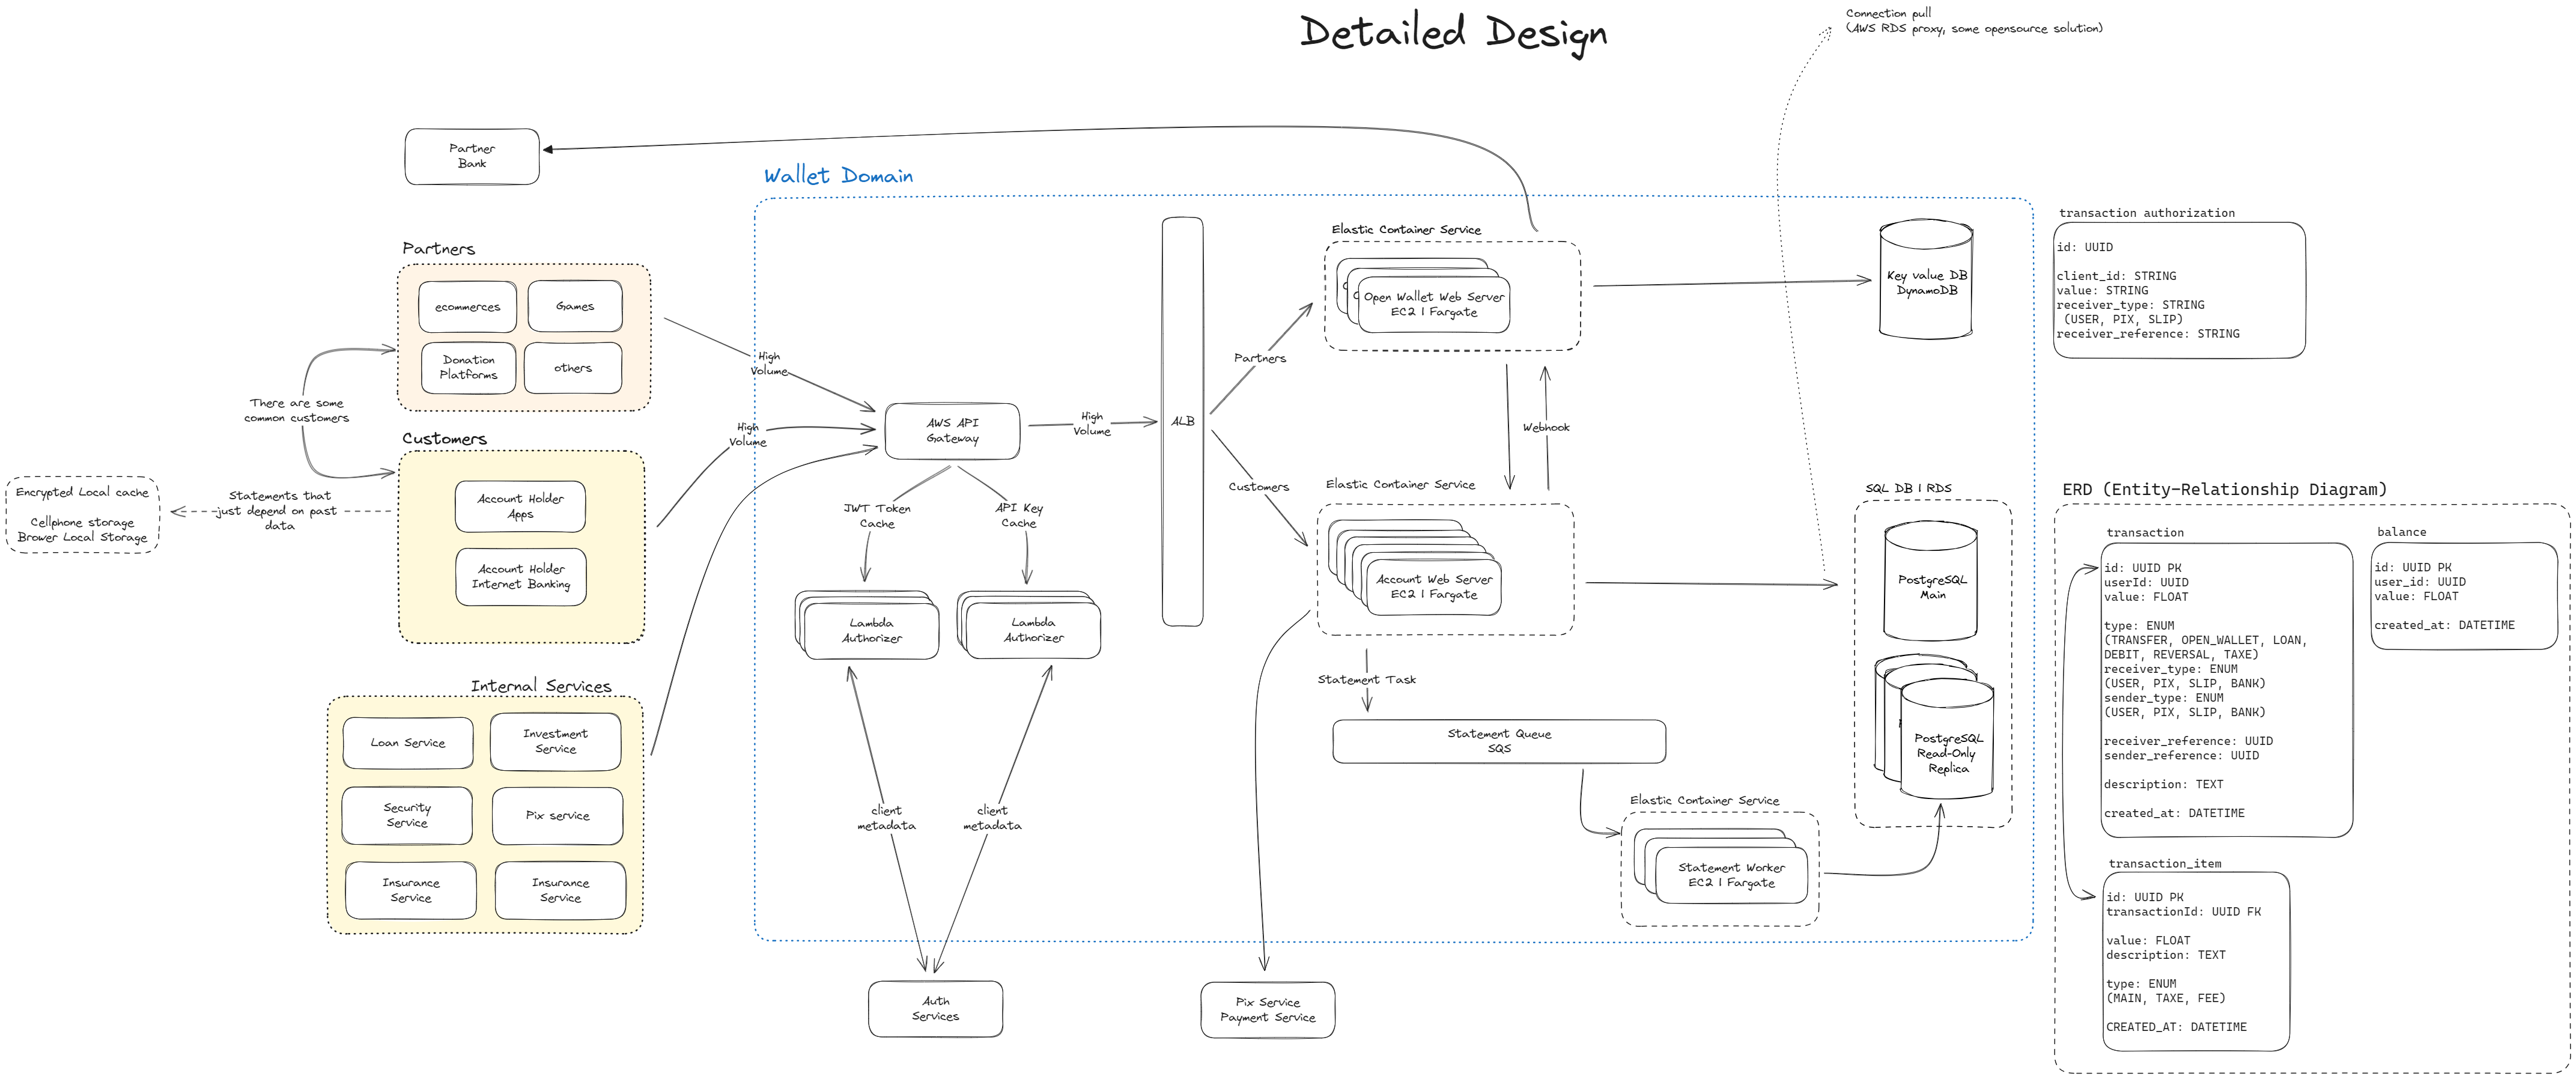 Detailed Design
Connection pull
(AWS RDS proxy, some opensource solution)
Partner
Bank
Wallet Domain
Partners
ecommerces
Games
Donation
Platforms
others
There are some
common customers
Customers
Account Holder
Apps
Account Holder
Internet Banking
Encrypted Local cache
Cellphone storage
Brower Local Storage
Statements that
just depend on past
data
Internal Services
Loan Service
Investment
Service
Security
Service
Pix service
Insurance
Service
Insurance
Service
High
Volume
High
Volume
AWS API
Gateway
High
Volume
ALB
JWT Token
Cache
API Key
Cache
Lambda
Authorizer
Lambda
Authorizer
client
metadata
client
metadata
Auth
Services
Partners
Customers
Elastic Container Service
Open Wallet Web Server
EC2 | Fargate
Webhook
Elastic Container Service
Account Web Server
EC2 | Fargate
Statement Task
Statement Queue
SQS
Elastic Container Service
Statement Worker
EC2 | Fargate
Pix Service
Payment Service
Key value DB
DynamoDB
SQL DB | RDS
PostgreSQL
Main
PostgreSQL
Read-Only
Replica
transaction authorization
id: UUID
client_id: STRING
value: STRING
receiver_type: STRING
(USER, PIX, SLIP)
receiver_reference: STRING
ERD (Entity-Relationship Diagram)
transaction
id: UUID PK
userId: UUID
value: FLOAT
type: ENUM
(TRANSFER, OPEN_WALLET, LOAN,
DEBIT, REVERSAL, TAXE)
receiver_type: ENUM
(USER, PIX, SLIP, BANK)
sender_type: ENUM
(USER, PIX, SLIP, BANK)
receiver_reference: UUID
sender_reference: UUID
description: TEXT
created_at: DATETIME
balance
id: UUID PK
user_id: UUID
value: FLOAT
created_at: DATETIME
transaction_item
id: UUID PK
transactionId: UUID FK
value: FLOAT
description: TEXT
type: ENUM
(MAIN, TAXE, FEE)
CREATED_AT: DATETIME